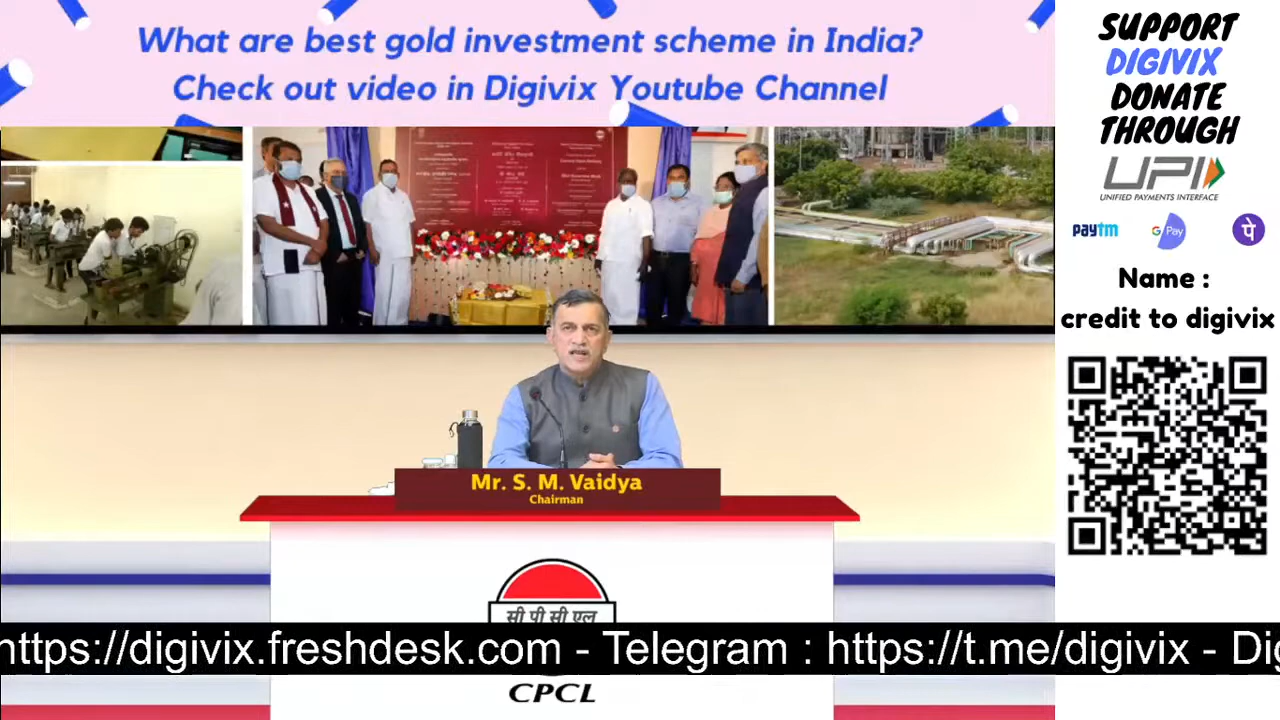 What are best gold investment scheme in India?
Check out video in Digivix Youtube Channel
SUPPORT
DIGIVIX
DONATE
THROUGH
UPI
UNIFIED PAYMENTS INTERFACE
paytm
G Pay
पे
Name :
credit to digivix
Mr. S. M. Vaidya
Chairman
सी पी सी एल
https://digivix.freshdesk.com - Telegram : https://t.me/digivix - Dig
CPCL